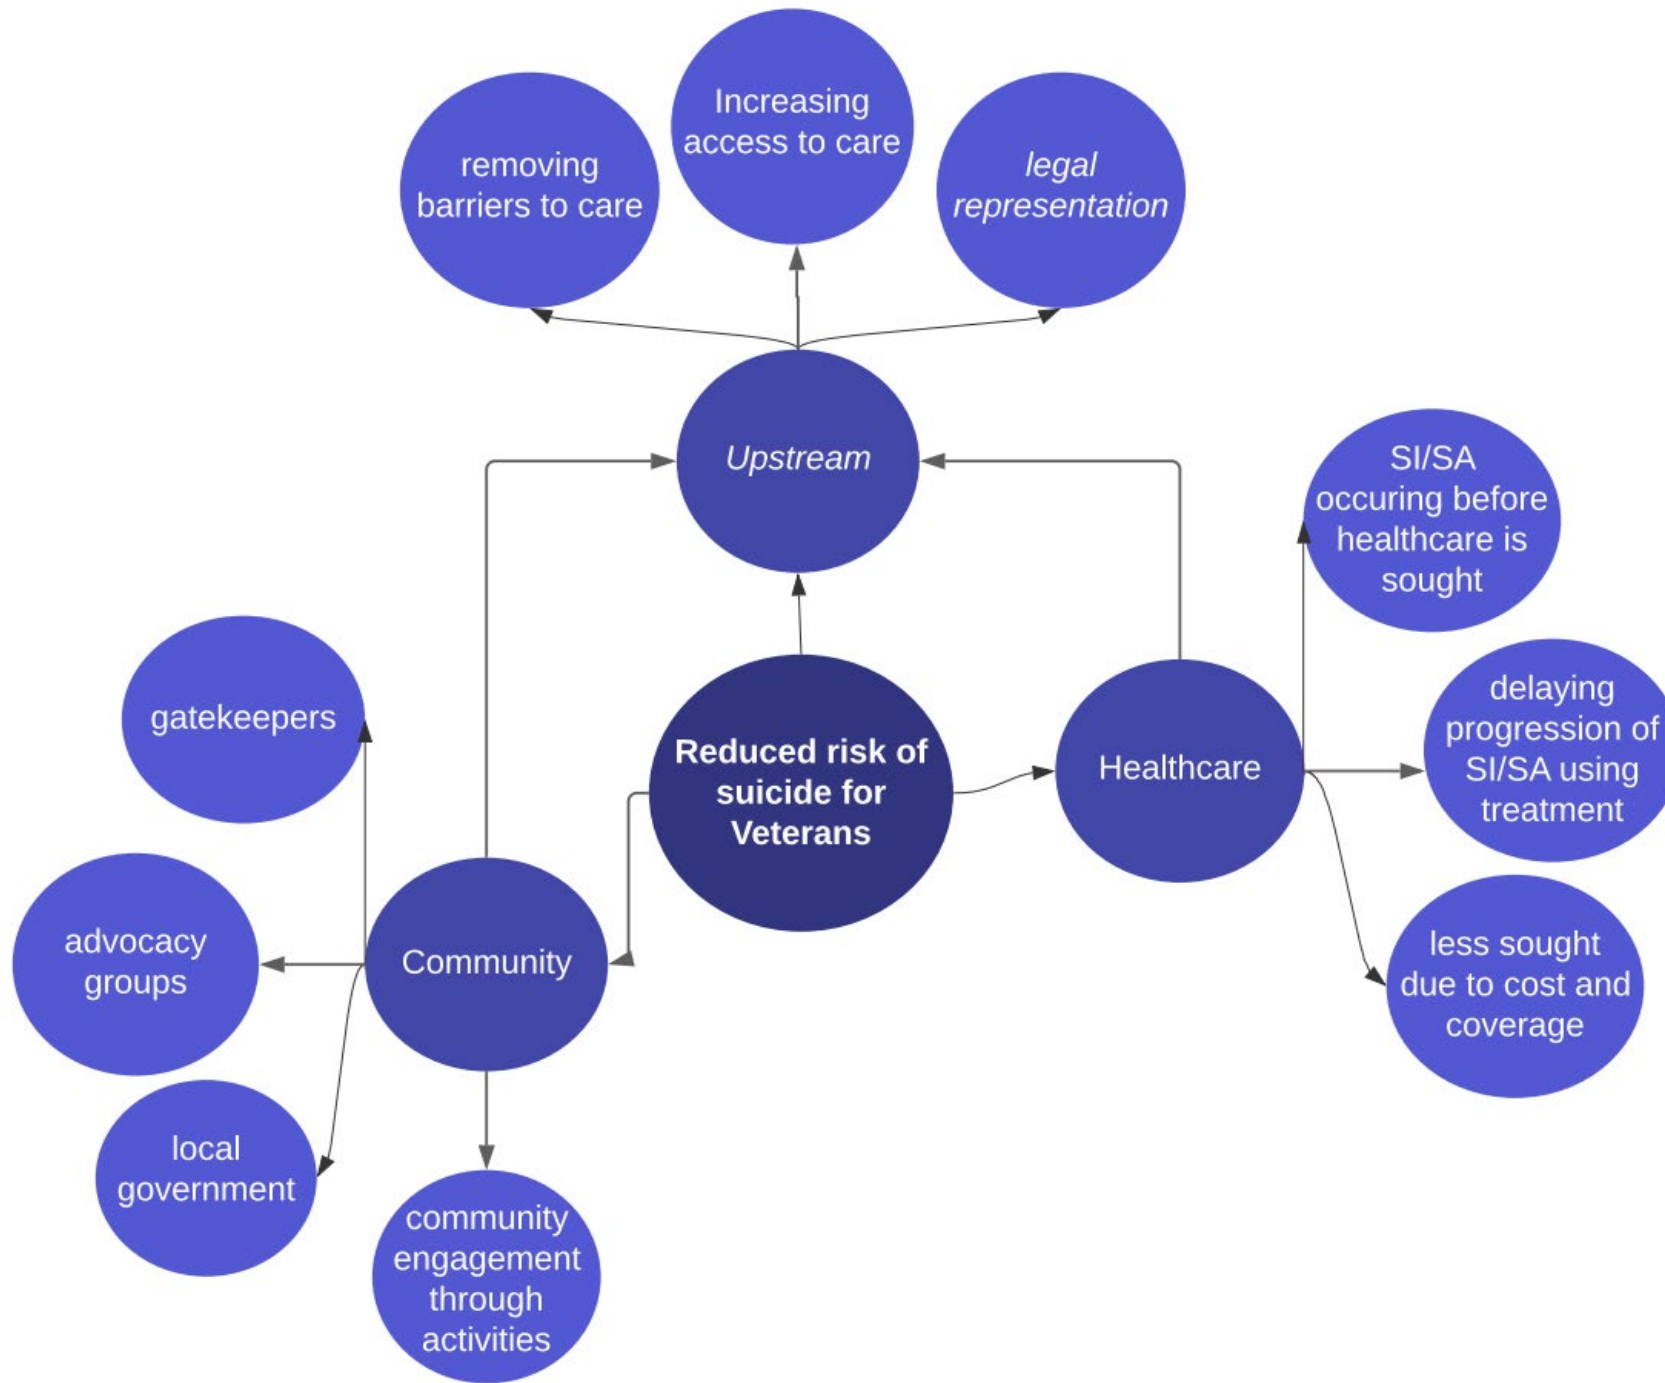 Increasing
access to care
removing
barriers to care
legal
representation
Upstream
SI/SA
occuring before
healthcare is
sought
gatekeepers
Reduced risk of
suicide for
Veterans
Healthcare
delaying
progression of
SI/SA using
treatment
advocacy
groups
Community
less sought
due to cost and
coverage
local
government
community
engagement
through
activities